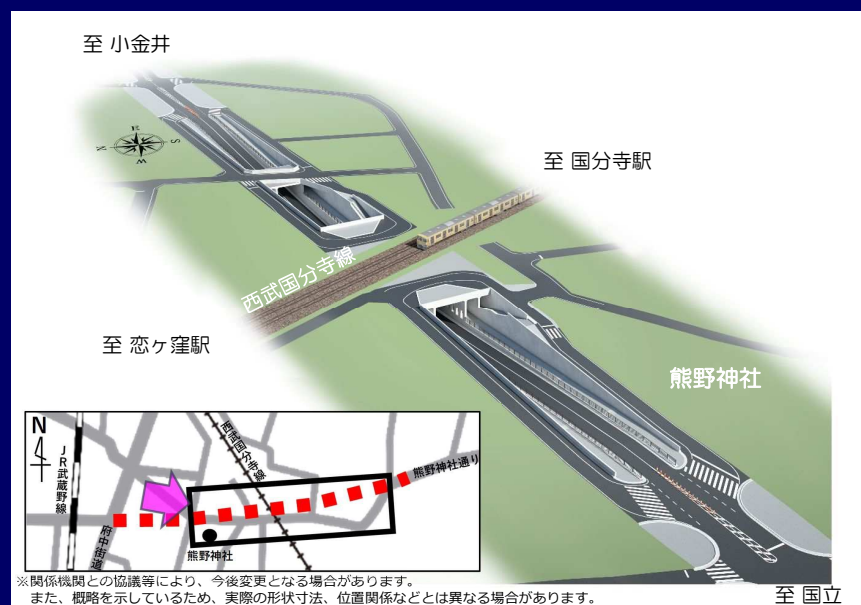 至 小金井
E
N
S
W
至 国分寺駅
西武国分寺線
至 恋ヶ窪駅
熊野神社
N
JR武蔵野線
西武国分寺線
熊野神社通り
府中街道
熊野神社
※関係機関との協議等により、今後変更となる場合があります。
また、概略を示しているため、実際の形状寸法、位置関係などとは異なる場合があります。
至 国立